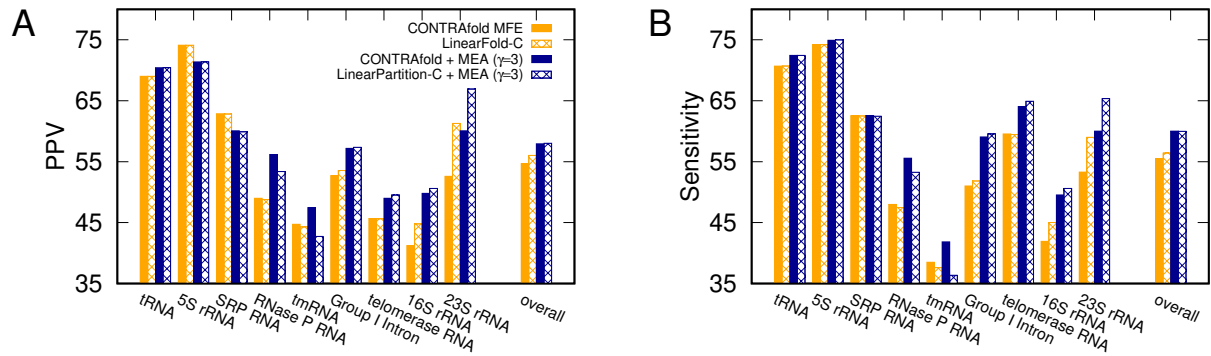 A
PPV
75
65
55
45
35
CONTRAfold MFE
LinearFold-C
CONTRAfold + MEA (γ=3)
LinearPartition-C + MEA (γ=3)
tRNA
5S rRNA
SRP RNA
RNase P RNA
tmRNA
Group I Intron
telomerase RNA
16S rRNA
23S rRNA
overall
B
Sensitivity
75
65
55
45
35
tRNA
5S rRNA
SRP RNA
RNase P RNA
tmRNA
Group I Intron
telomerase RNA
16S rRNA
23S rRNA
overall